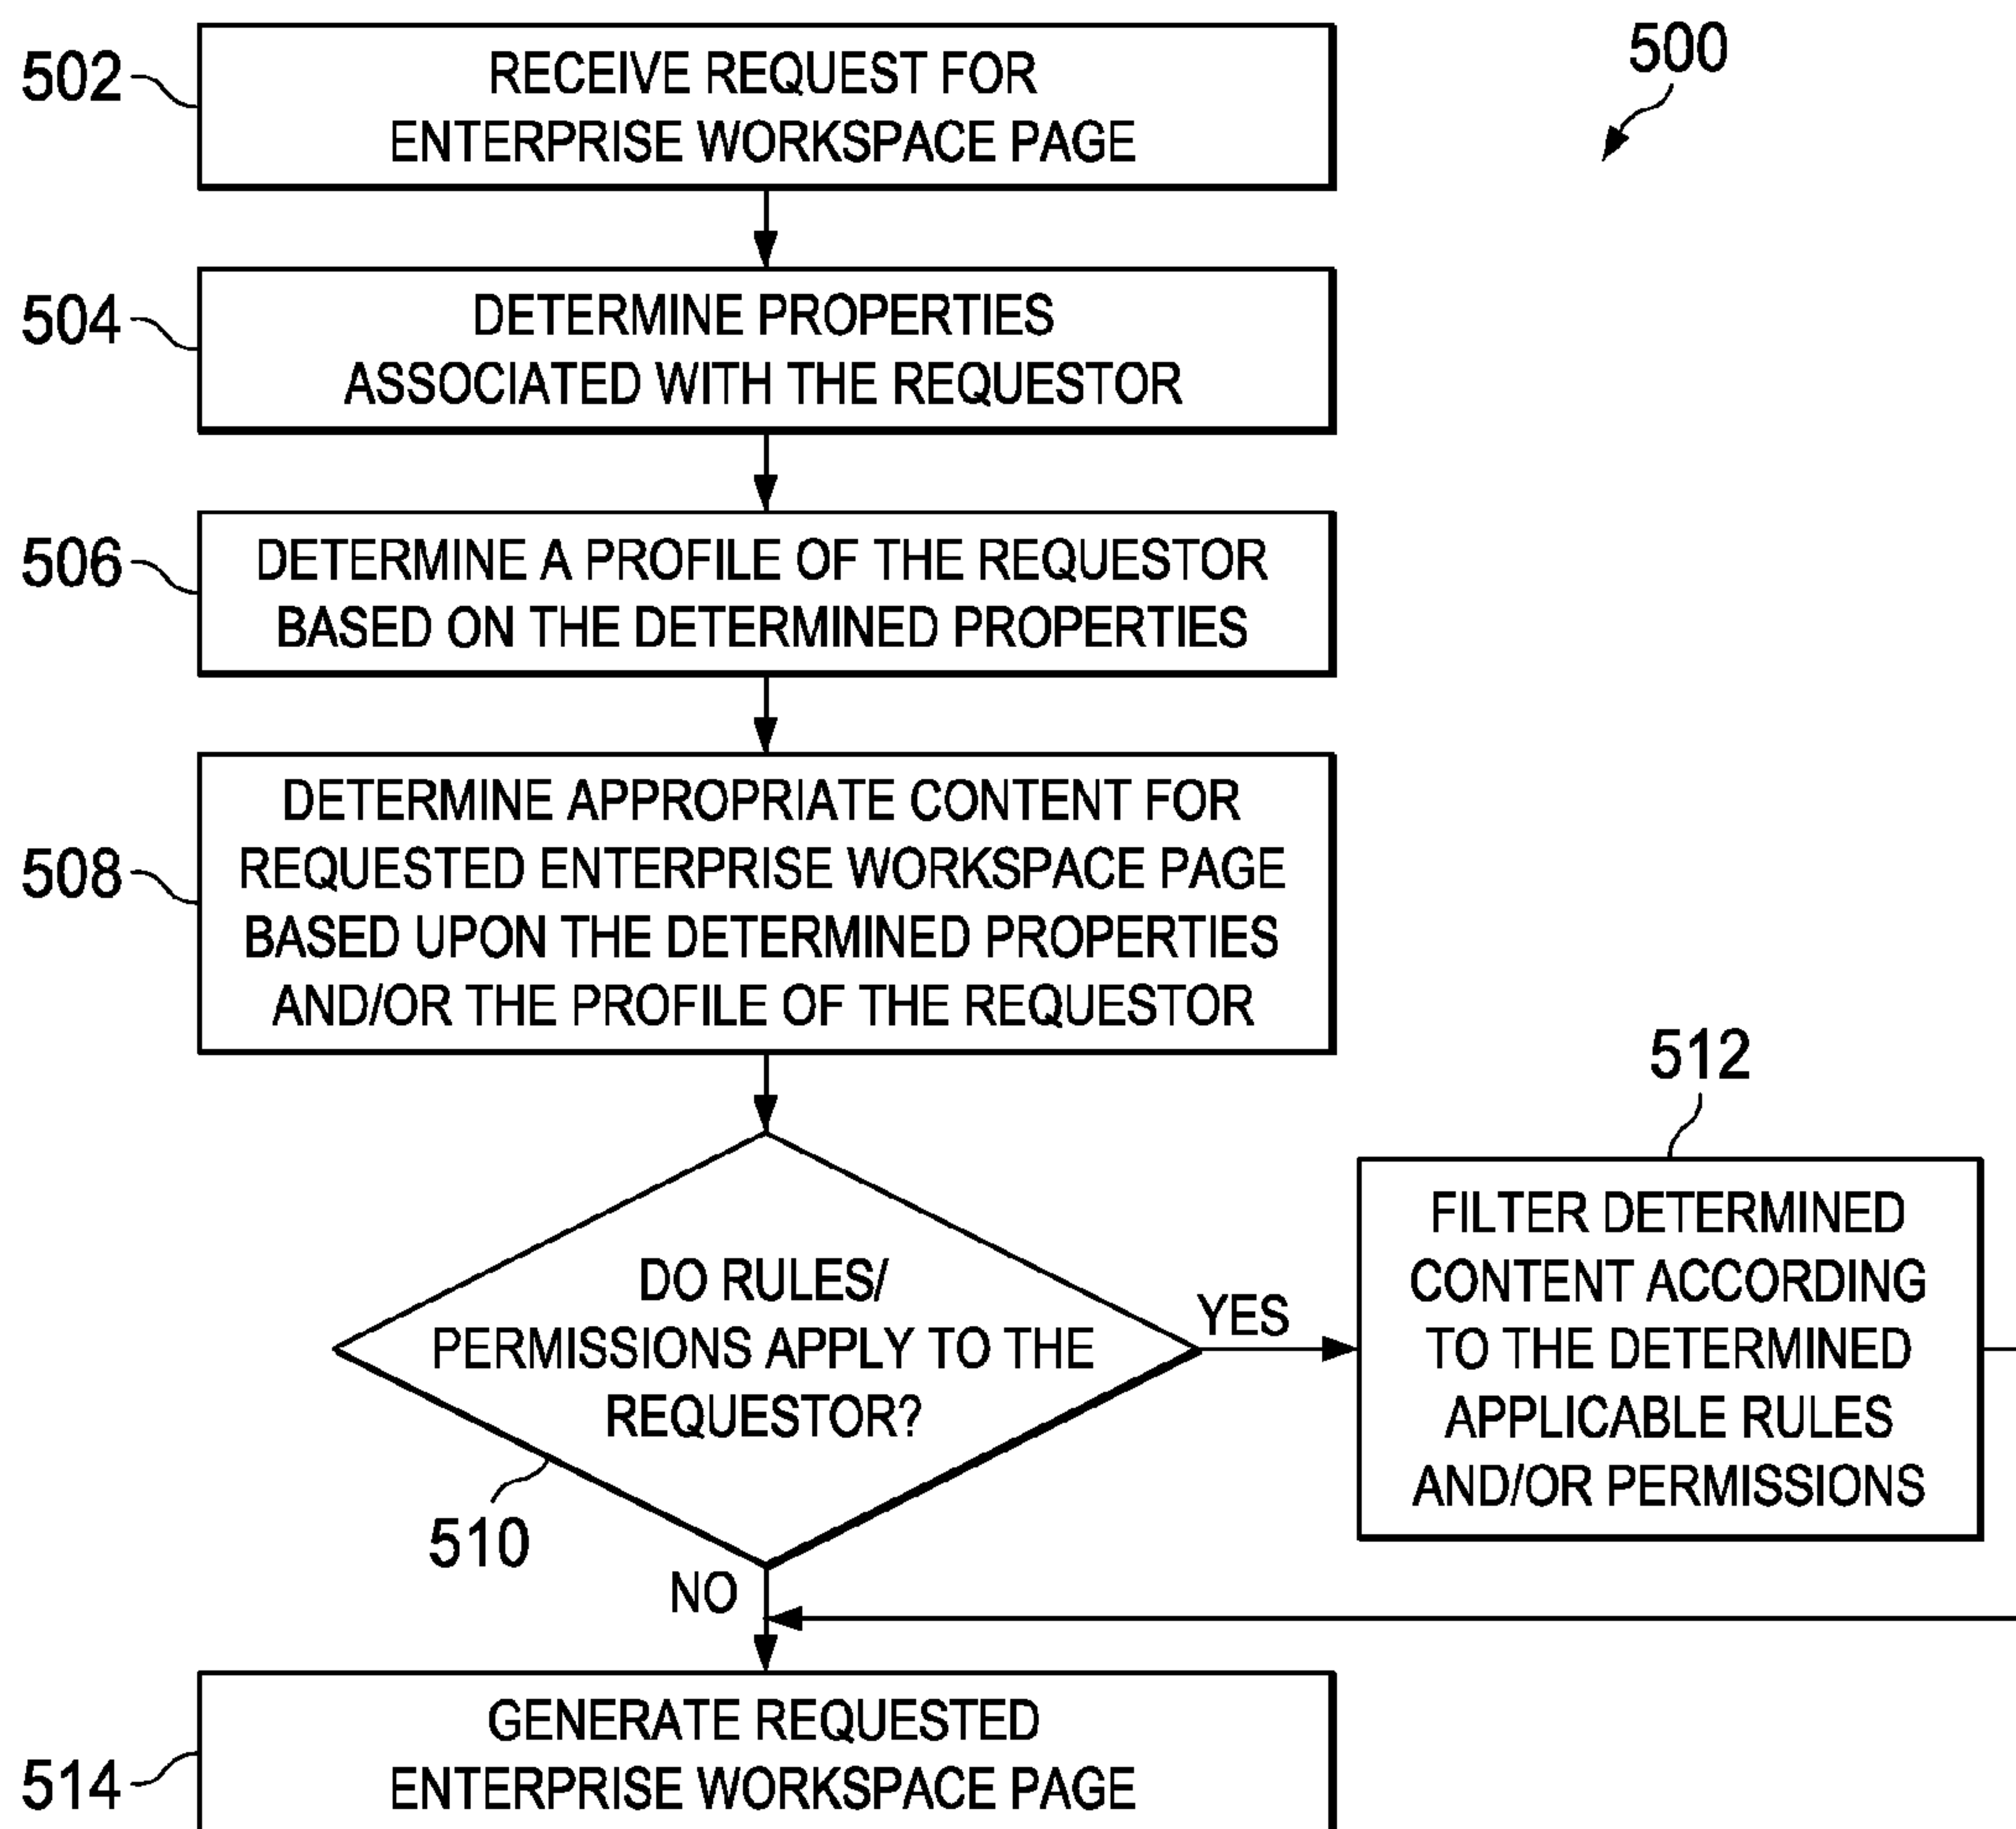 500
502
RECEIVE REQUEST FOR
ENTERPRISE WORKSPACE PAGE
504
DETERMINE PROPERTIES
ASSOCIATED WITH THE REQUESTOR
506
DETERMINE A PROFILE OF THE REQUESTOR
BASED ON THE DETERMINED PROPERTIES
508
DETERMINE APPROPRIATE CONTENT FOR
REQUESTED ENTERPRISE WORKSPACE PAGE
BASED UPON THE DETERMINED PROPERTIES
AND/OR THE PROFILE OF THE REQUESTOR
DO RULES/
PERMISSIONS APPLY TO THE
REQUESTOR?
510
YES
512
FILTER DETERMINED
CONTENT ACCORDING
TO THE DETERMINED
APPLICABLE RULES
AND/OR PERMISSIONS
NO
514
GENERATE REQUESTED
ENTERPRISE WORKSPACE PAGE